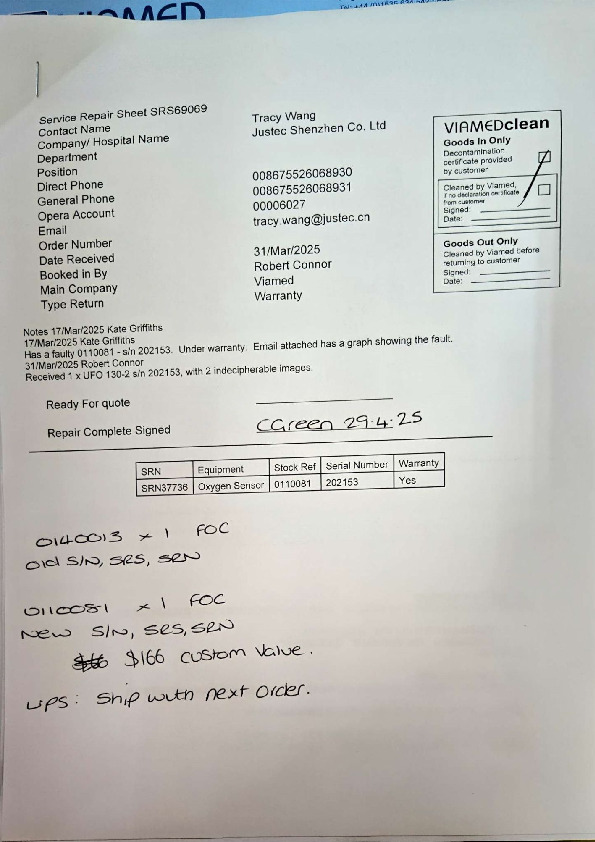 VIAMED
Service Repair Sheet SRS69069
Contact Name Tracy Wang
Company/ Hospital Name Justec Shenzhen Co. Ltd
Department
Position
Direct Phone 008675526068930
General Phone 008675526068931
Opera Account 00006027
Email tracy.wang@justec.cn
Order Number
Date Received 31/Mar/2025
Booked in By Robert Connor
Main Company Viamed
Type Return Warranty
VIAMEDclean
Goods In Only
Decontamination
certificate provided
by customer
Cleaned by Viamed,
if no declaration certificate
from customer
Signed:
Date:
Goods Out Only
Cleaned by Viamed before
returning to customer
Signed:
Date:
Notes 17/Mar/2025 Kate Griffiths
17/Mar/2025 Kate Griffiths
Has a faulty 0110081 - s/n 202153. Under warranty. Email attached has a graph showing the fault.
31/Mar/2025 Robert Connor
Received 1 x UFO 130-2 s/n 202153, with 2 indecipherable images.
Ready For quote
Repair Complete Signed CGreen 29.4.25
SRN Equipment Stock Ref Serial Number Warranty
SRN37736 Oxygen Sensor 0110081 202153 Yes
0140013 x 1 FOC
Old S/N, SRS, SRN
0110081 x 1 FOC
New S/N, SRS, SRN
$166 custom value.
UPS: Ship with next order.